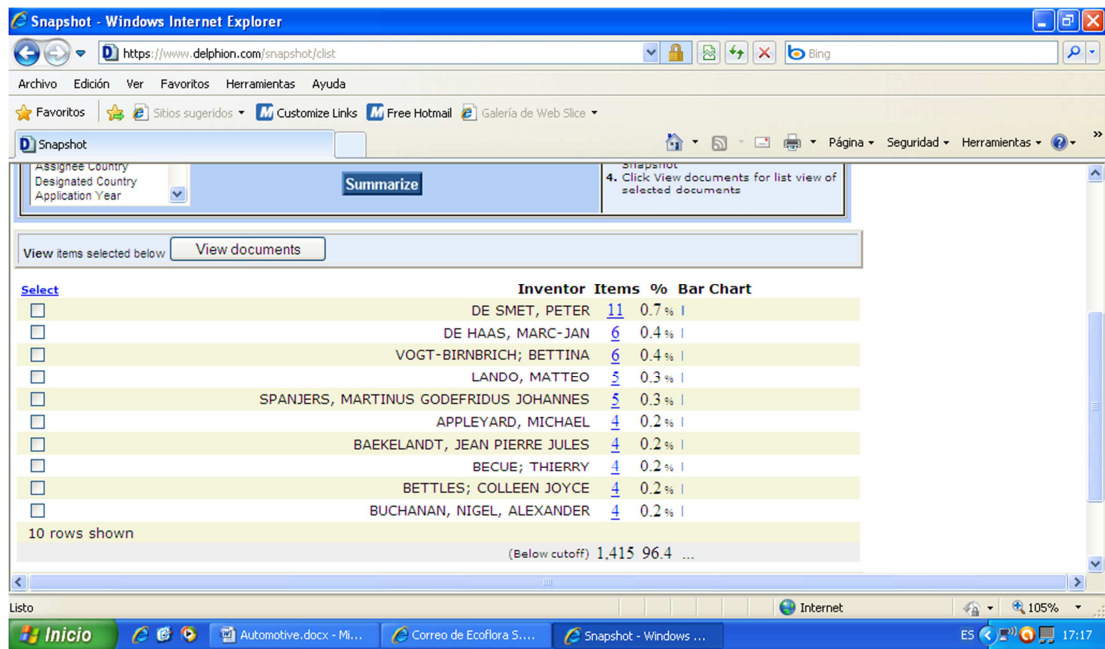 Snapshot - Windows Internet Explorer
https://www.delphion.com/snapshot/clist
Bing
Archivo Edición Ver Favoritos Herramientas Ayuda
Favoritos Sitios sugeridos Customize Links Free Hotmail Galería de Web Slice
Snapshot Página Seguridad Herramientas »
Assignee Country
Designated Country
Application Year
Summarize
Snapshot
4. Click View documents for list view of
selected documents
View items selected below View documents
Select Inventor Items % Bar Chart
DE SMET, PETER 11 0.7 %
DE HAAS, MARC-JAN 6 0.4 %
VOGT-BIRNBRICH; BETTINA 6 0.4 %
LANDO, MATTEO 5 0.3 %
SPANJERS, MARTINUS GODEFRIDUS JOHANNES 5 0.3 %
APPLEYARD, MICHAEL 4 0.2 %
BAEKELANDT, JEAN PIERRE JULES 4 0.2 %
BECUE; THIERRY 4 0.2 %
BETTLES; COLLEEN JOYCE 4 0.2 %
BUCHANAN, NIGEL, ALEXANDER 4 0.2 %
10 rows shown
(Below cutoff) 1,415 96.4 ...
Listo Internet 105%
Inicio Automotive.docx - Mi... Correo de Ecoflora S.... Snapshot - Windows ... ES 17:17